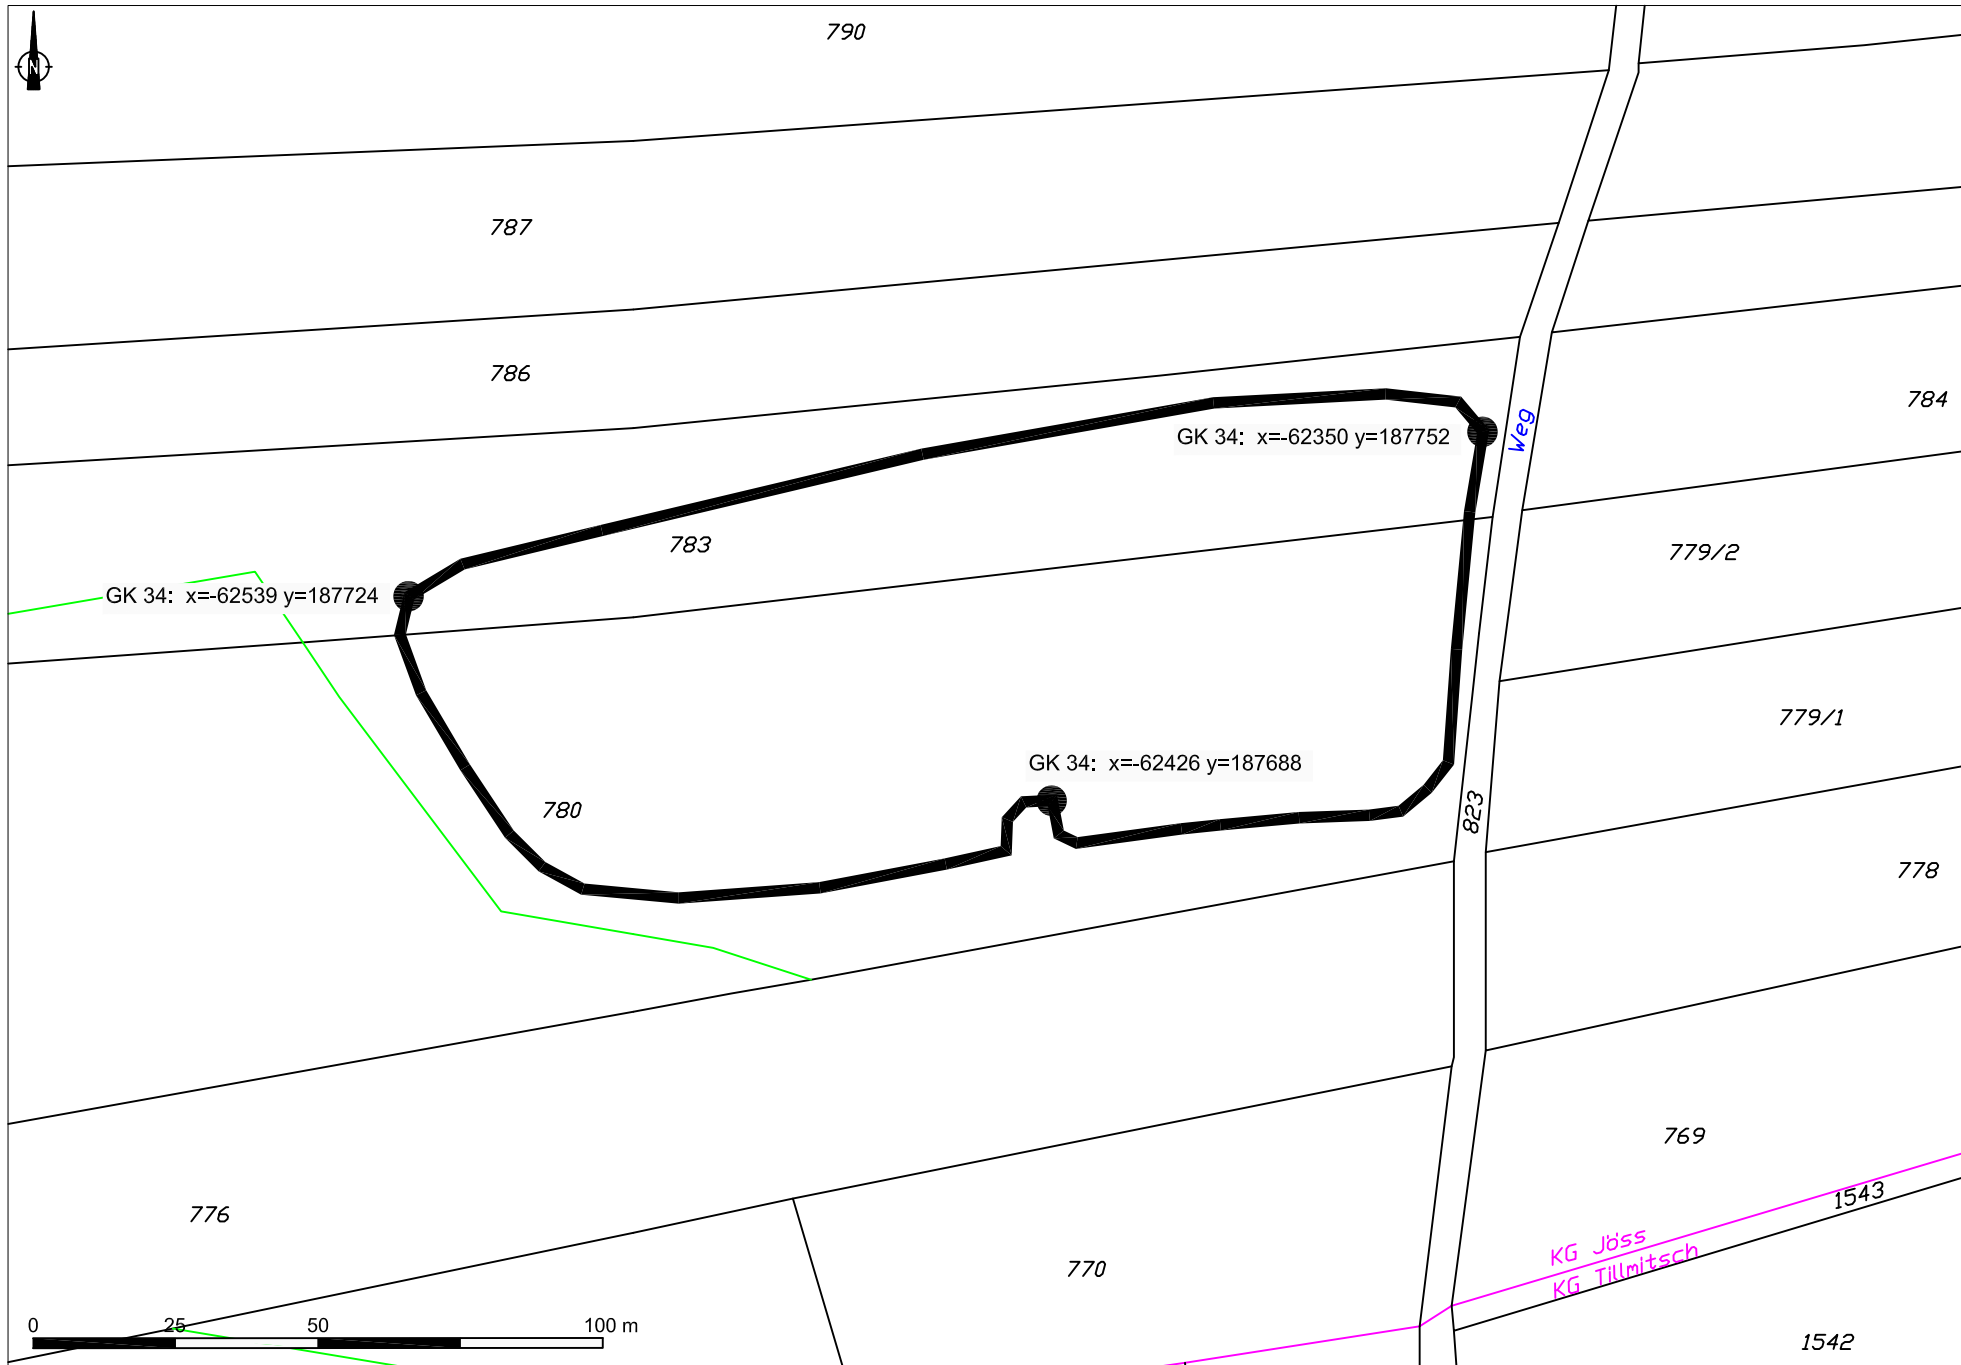 790
N
787
786
784
GK 34: x=-62350 y=187752
Weg
783
779/2
GK 34: x=-62539 y=187724
779/1
GK 34: x=-62426 y=187688
780
823
778
769
1543
776
KG Jöss
KG Tillmitsch
770
0 25 50 100 m
1542